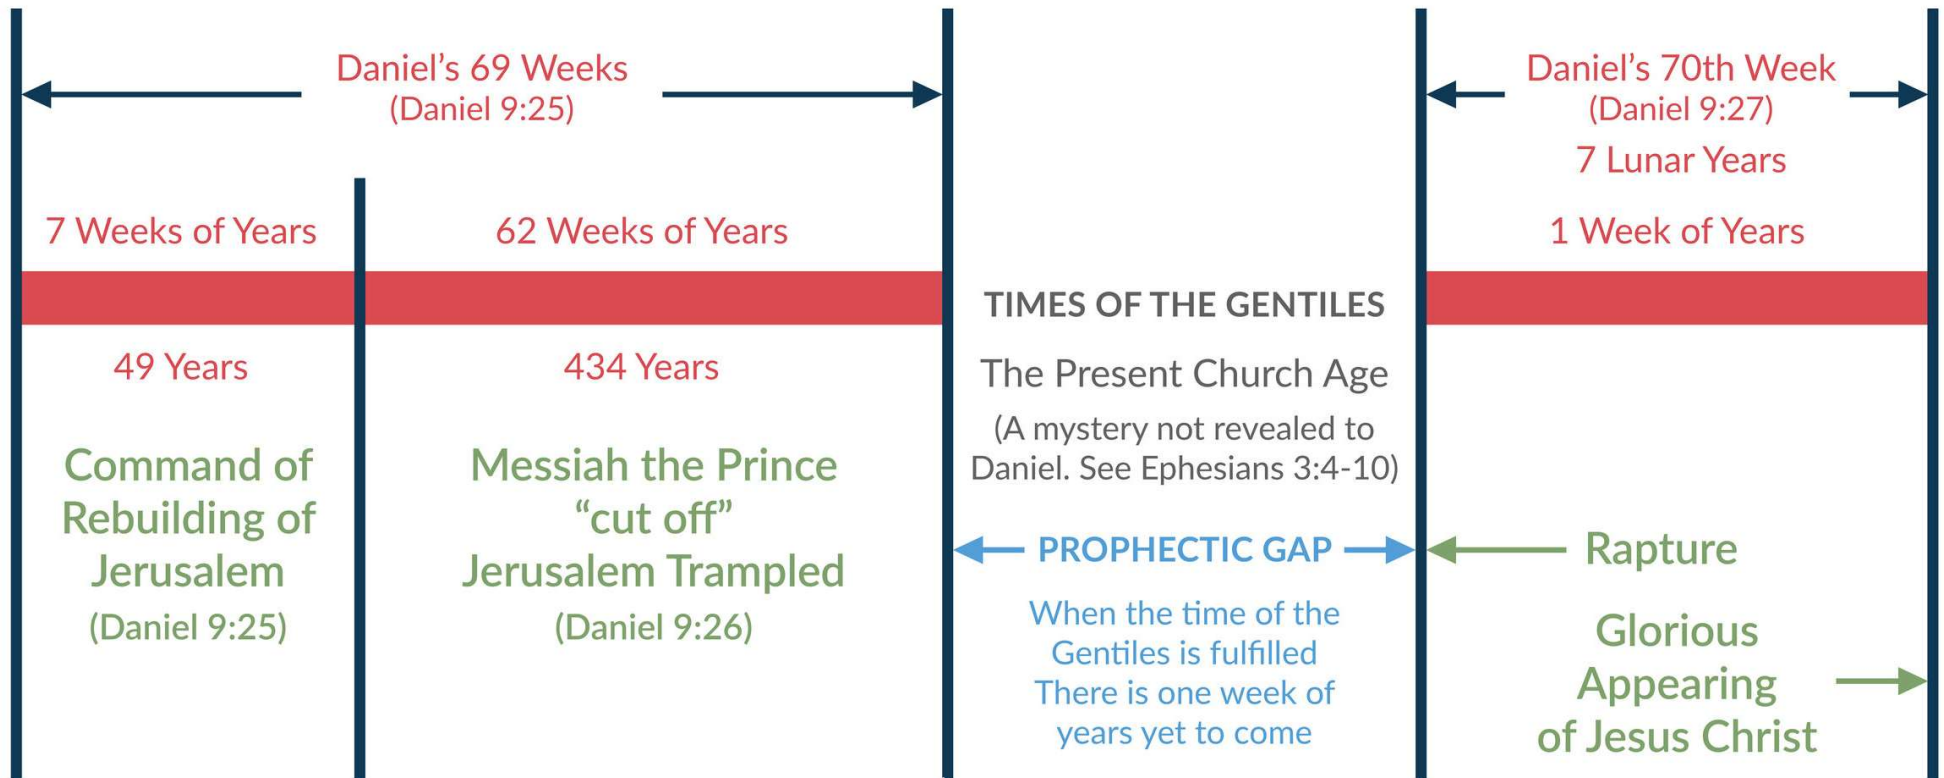 Daniel’s 69 Weeks
(Daniel 9:25)
7 Weeks of Years
62 Weeks of Years
49 Years
434 Years
Command of
Rebuilding of
Jerusalem
(Daniel 9:25)
Messiah the Prince
“cut off”
Jerusalem Trampled
(Daniel 9:26)
TIMES OF THE GENTILES
The Present Church Age
(A mystery not revealed to
Daniel. See Ephesians 3:4-10)
PROPHECTIC GAP
When the time of the
Gentiles is fulfilled
There is one week of
years yet to come
Daniel’s 70th Week
(Daniel 9:27)
7 Lunar Years
1 Week of Years
Rapture
Glorious
Appearing
of Jesus Christ